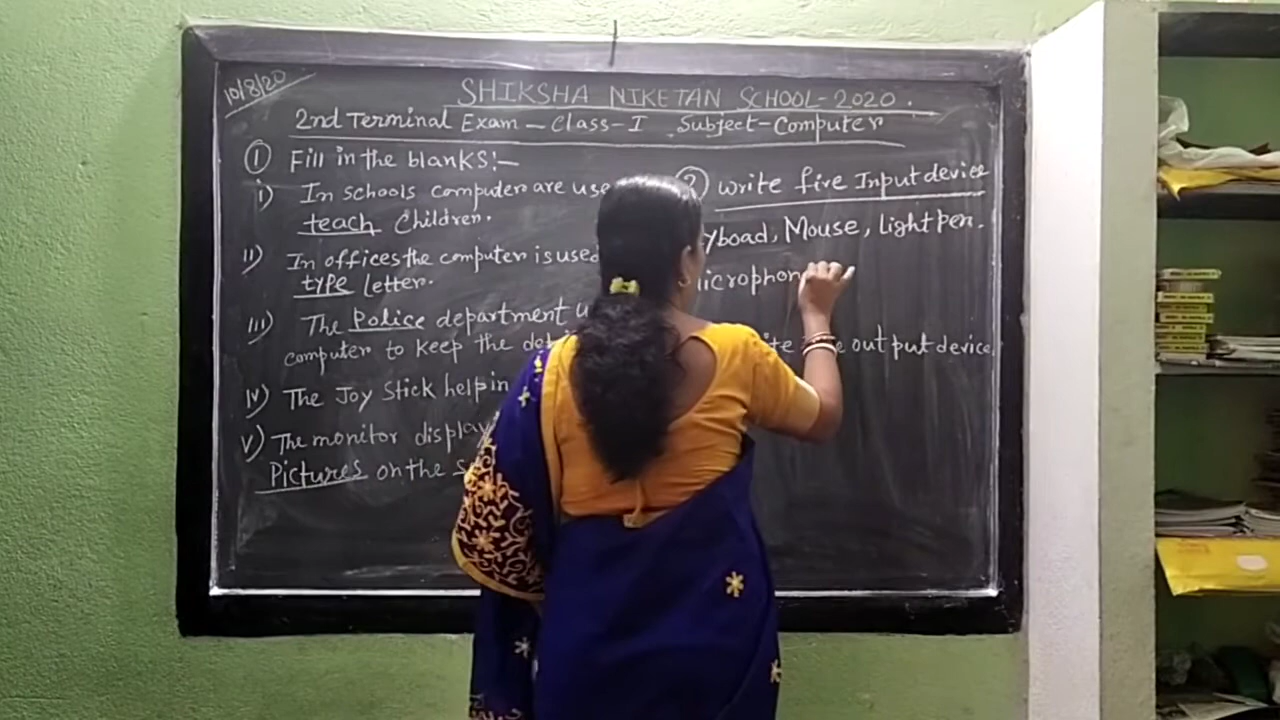 10/8/20
SHIKSHA NIKETAN SCHOOL-2020.
2nd Terminal Exam - Class-I Subject-Computer
① Fill in the blanks:-
i) In schools computer are use
teach Children.
ii) In offices the computer is used
type letter.
iii) The Police department u
computer to keep the de
iv) The Joy Stick help in
v) The monitor display
Pictures on the s
② Write five Input device
yboad, Mouse, light pen.
icrophon
te out put device.